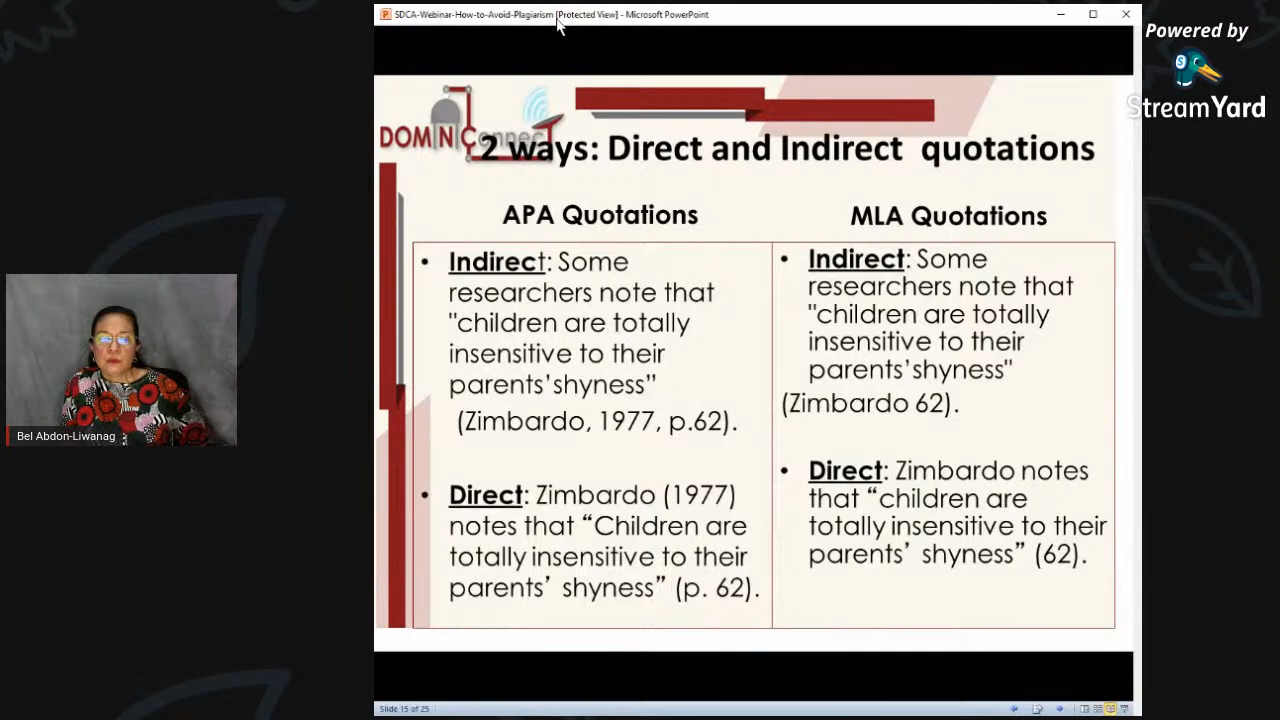 SDCA-Webinar-How-to-Avoid-Plagiarism [Protected View] - Microsoft PowerPoint
Powered by
StreamYard
DOMINIConnecT
2 ways: Direct and Indirect quotations
APA Quotations
• Indirect: Some
researchers note that
"children are totally
insensitive to their
parents'shyness”
(Zimbardo, 1977, p.62).
• Direct: Zimbardo (1977)
notes that “Children are
totally insensitive to their
parents’ shyness” (p. 62).
MLA Quotations
• Indirect: Some
researchers note that
"children are totally
insensitive to their
parents'shyness"
(Zimbardo 62).
• Direct: Zimbardo notes
that “children are
totally insensitive to their
parents’ shyness” (62).
Bel Abdon-Liwanag
Slide 15 of 25